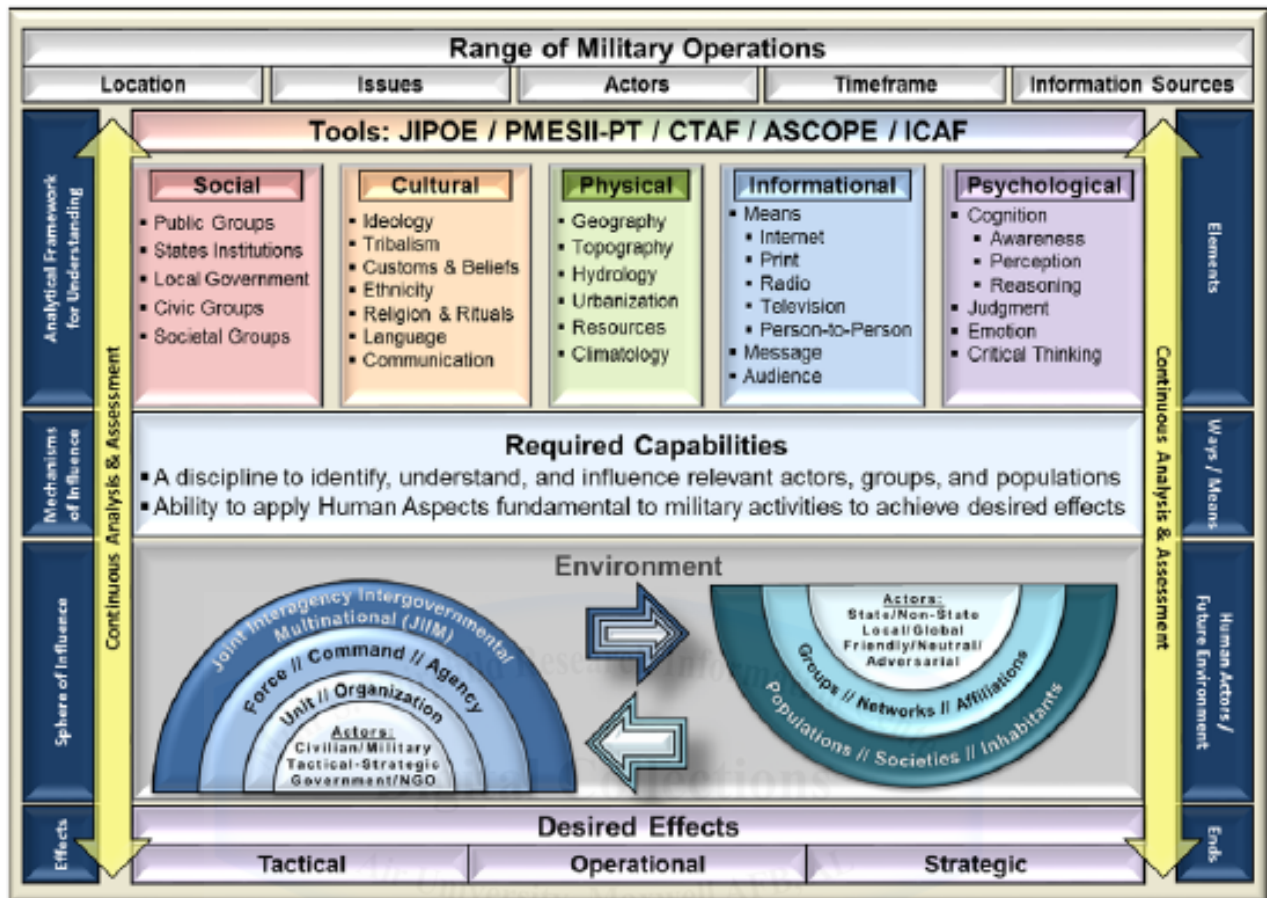 Range of Military Operations
Location
Issues
Actors
Timeframe
Information Sources
Tools: JIPOE / PMESII-PT / CTAF / ASCOPE / ICAF
Analytical Framework
for Understanding
Continuous Analysis & Assessment
Social
▪ Public Groups
▪ States Institutions
▪ Local Government
▪ Civic Groups
▪ Societal Groups
Cultural
▪ Ideology
▪ Tribalism
▪ Customs & Beliefs
▪ Ethnicity
▪ Religion & Rituals
▪ Language
▪ Communication
Physical
▪ Geography
▪ Topography
▪ Hydrology
▪ Urbanization
▪ Resources
▪ Climatology
Informational
▪ Means
▪ Internet
▪ Print
▪ Radio
▪ Television
▪ Person-to-Person
▪ Message
▪ Audience
Psychological
▪ Cognition
▪ Awareness
▪ Perception
▪ Reasoning
▪ Judgment
▪ Emotion
▪ Critical Thinking
Elements
Continuous Analysis & Assessment
Mechanisms
of Influence
Required Capabilities
▪ A discipline to identify, understand, and influence relevant actors, groups, and populations
▪ Ability to apply Human Aspects fundamental to military activities to achieve desired effects
Ways / Means
Sphere of Influence
Environment
Joint Interagency Intergovernmental
Multinational (JIIM)
Force // Command // Agency
Unit // Organization
Actors:
Civilian/Military
Tactical-Strategic
Government/NGO
Actors:
State/Non-State
Local/Global
Friendly/Neutral/
Adversarial
Groups // Networks // Affiliations
Populations // Societies // Inhabitants
Human Actors /
Future Environment
Digital Collections
Effects
Desired Effects
Tactical
Operational
Strategic
Ends
Air University, Maxwell AFB, AL